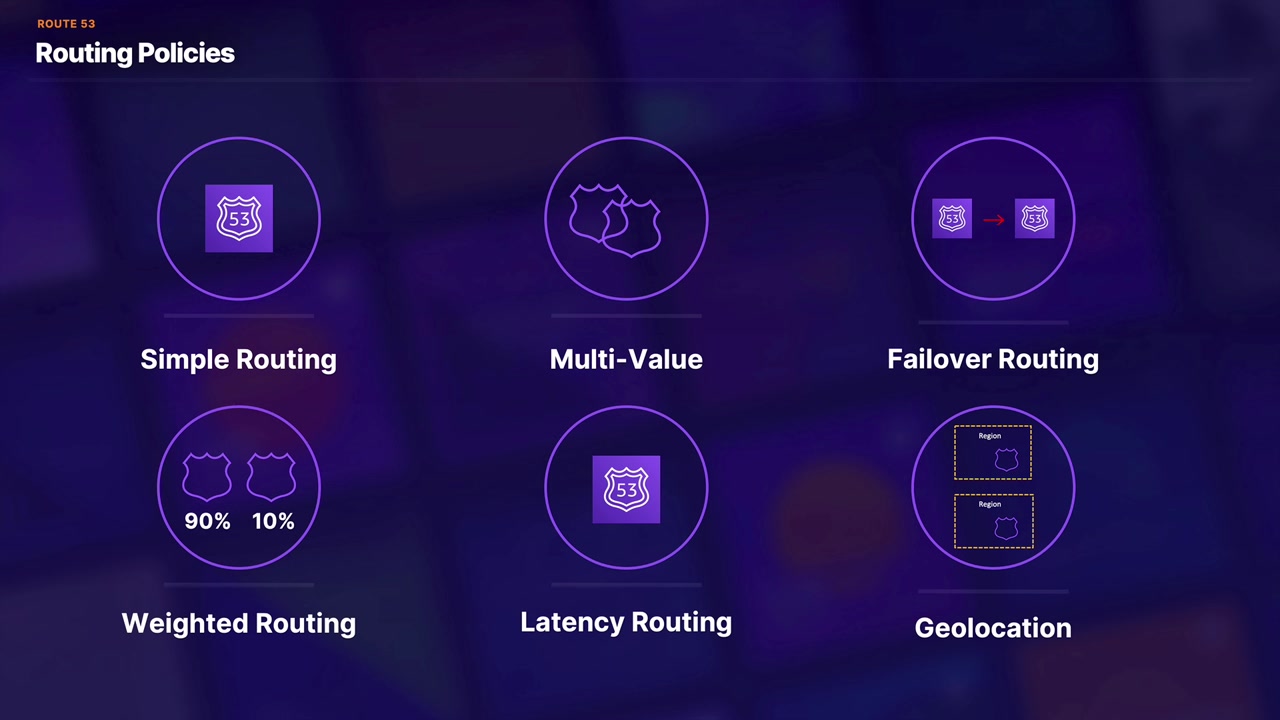 ROUTE 53
Routing Policies
53
53
53
Simple Routing
Multi-Value
Failover Routing
90%
10%
53
Region
Region
Weighted Routing
Latency Routing
Geolocation